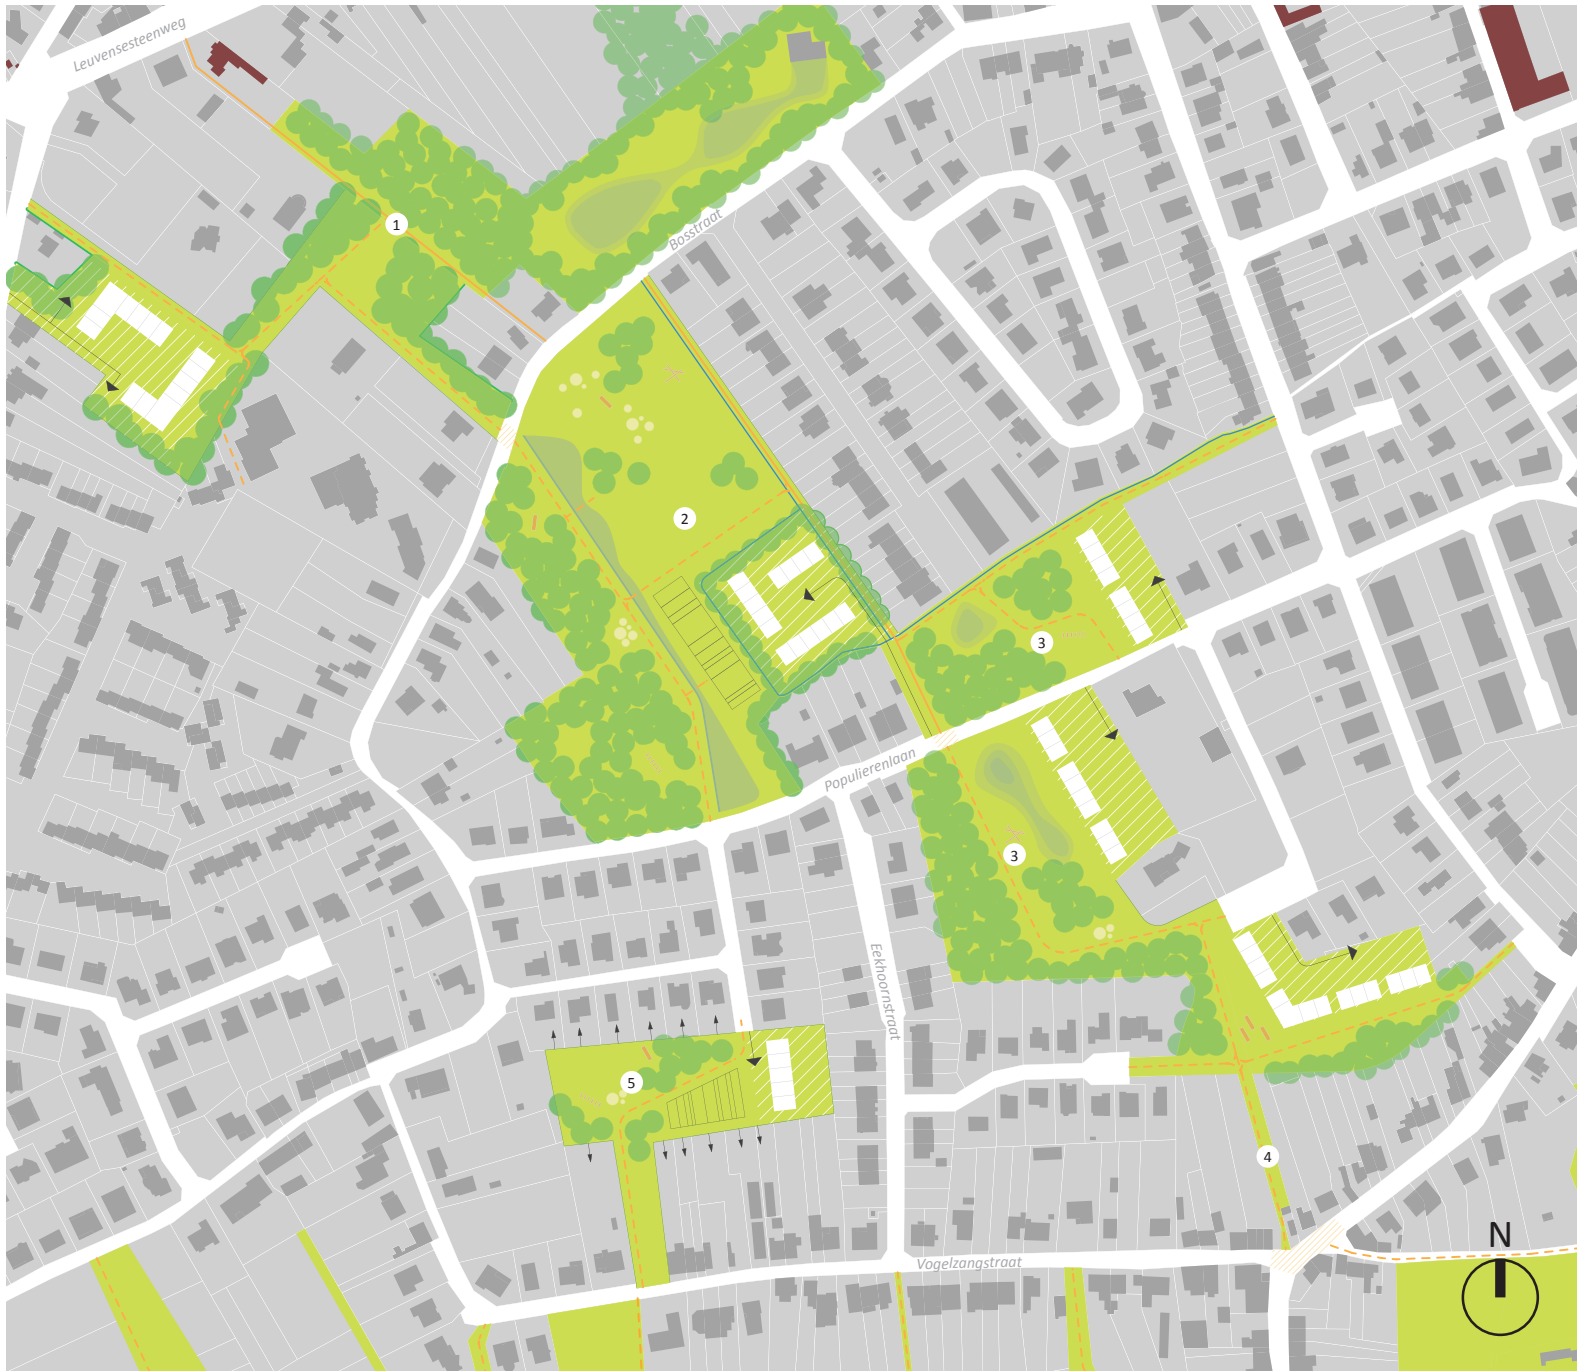 Leuvensesteenweg
1
Bosstraat
2
3
Populierenlaan
3
Eekhoornstraat
5
4
N
Vogelzangstraat